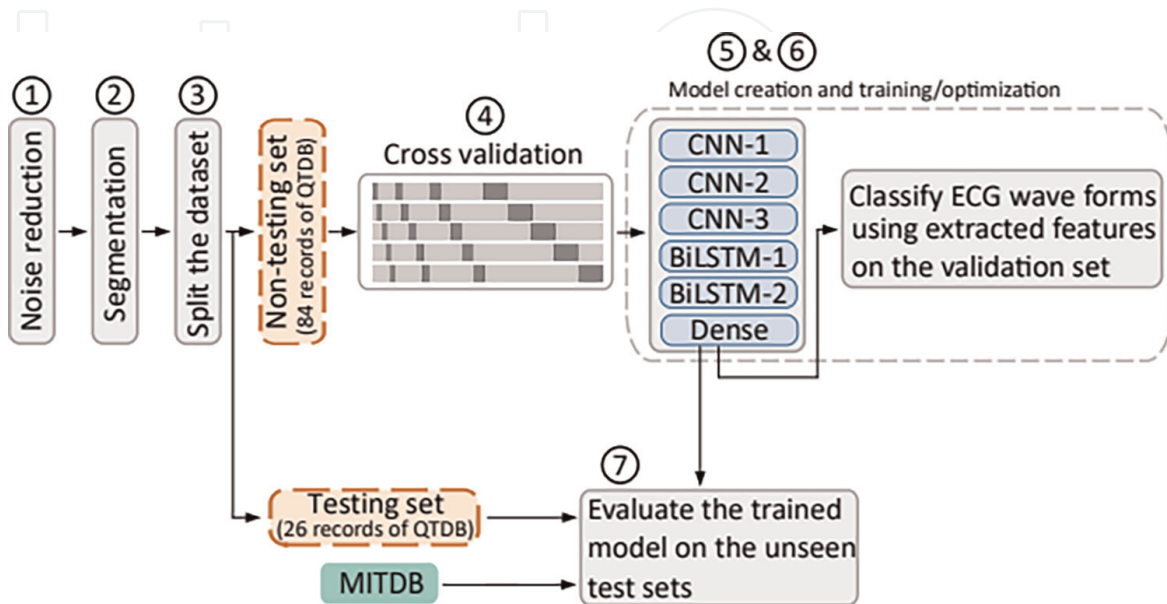 ①
Noise reduction
②
Segmentation
③
Split the dataset
Non-testing set
(84 records of QTDB)
④
Cross validation
⑤ & ⑥
Model creation and training/optimization
CNN-1
CNN-2
CNN-3
BiLSTM-1
BiLSTM-2
Dense
Classify ECG wave forms
using extracted features
on the validation set
Testing set
(26 records of QTDB)
MITDB
⑦
Evaluate the trained
model on the unseen
test sets